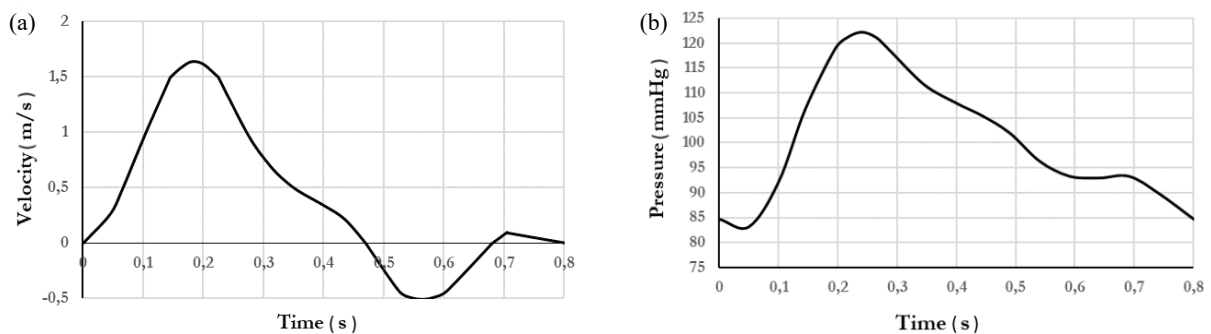 (a)
2
1,5
1
0,5
0
-0,5
Velocity ( m/s )
0 0,1 0,2 0,3 0,4 0,5 0,6 0,7 0,8
Time ( s )
(b)
125
120
115
110
105
100
95
90
85
80
75
Pressure ( mmHg )
0 0,1 0,2 0,3 0,4 0,5 0,6 0,7 0,8
Time ( s )